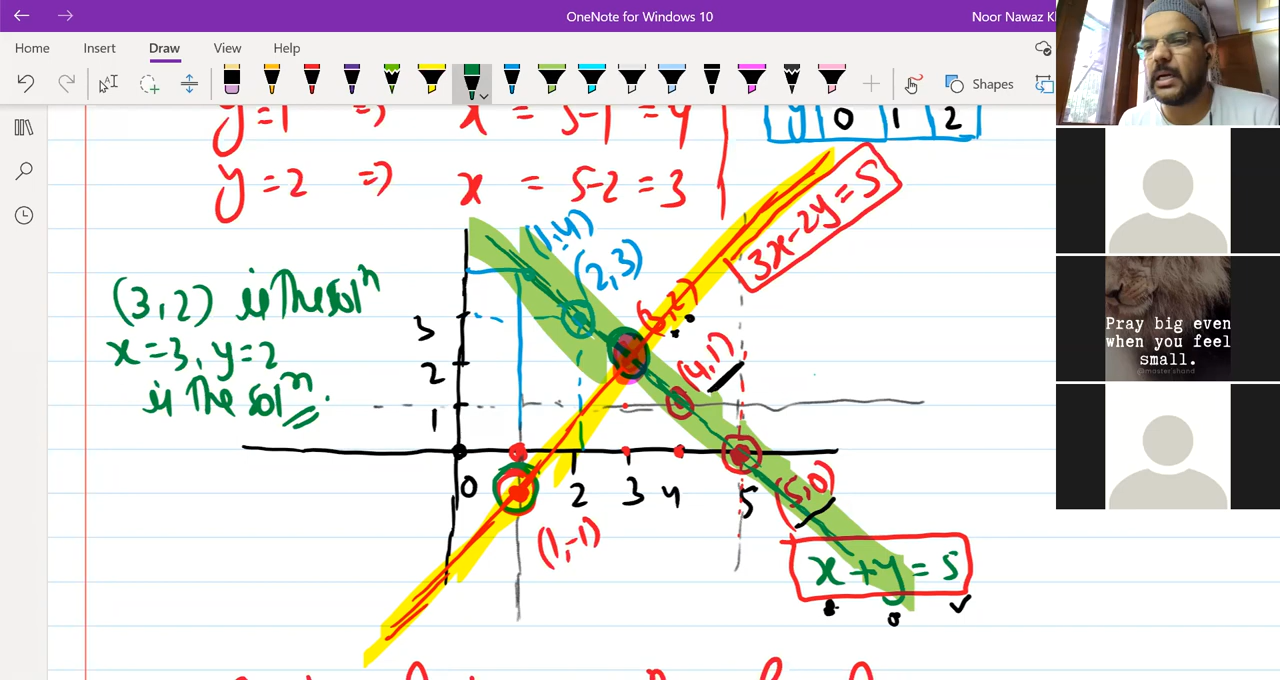 OneNote for Windows 10
Noor Nawaz K
Home Insert Draw View Help
Shapes
y=1 => x = 5-1=4
y 0 1 2
y=2 => x = 5-2=3
3x-2y=5
(1,4)
(2,3)
(3,2)
(4,1)
(3,2) is The solⁿ
x=3, y=2
is The solⁿ.
3
2
1
0 2 3 4 5
(5,0)
(1,-1)
x+y=5
Pray big even
when you feel
small.